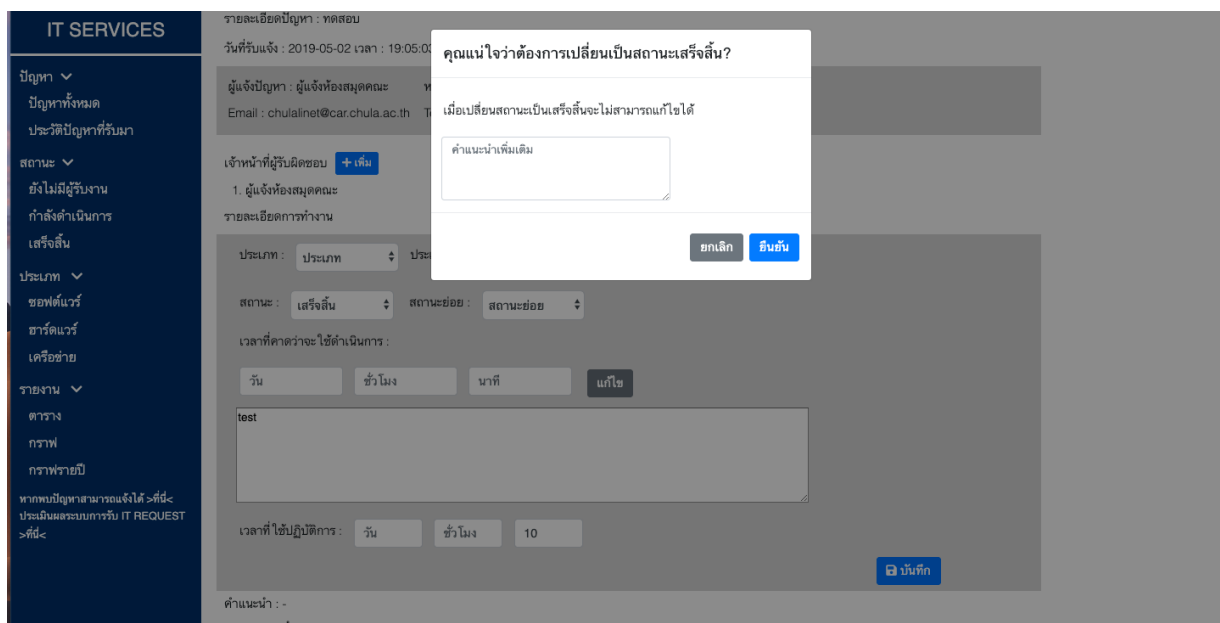 IT SERVICES
ปัญหา
ปัญหาทั้งหมด
ประวัติปัญหาที่รับมา
สถานะ
ยังไม่มีผู้รับงาน
กำลังดำเนินการ
เสร็จสิ้น
ประเภท
ซอฟต์แวร์
ฮาร์ดแวร์
เครือข่าย
รายงาน
ตาราง
กราฟ
กราฟรายปี
หากพบปัญหาสามารถแจ้งได้ >ที่นี่<
ประเมินผลระบบการรับ IT REQUEST
>ที่นี่<
รายละเอียดปัญหา : ทดสอบ
วันที่รับแจ้ง : 2019-05-02 เวลา : 19:05:03
ผู้แจ้งปัญหา : ผู้แจ้งห้องสมุดคณะ
Email : chulalinet@car.chula.ac.th
เจ้าหน้าที่ผู้รับผิดชอบ + เพิ่ม
1. ผู้แจ้งห้องสมุดคณะ
รายละเอียดการทำงาน
คุณแน่ใจว่าต้องการเปลี่ยนเป็นสถานะเสร็จสิ้น?
เมื่อเปลี่ยนสถานะเป็นเสร็จสิ้นจะไม่สามารถแก้ไขได้
คำแนะนำเพิ่มเติม
ยกเลิก ยืนยัน
ประเภท : ประเภท
สถานะ : เสร็จสิ้น สถานะย่อย : สถานะย่อย
เวลาที่คาดว่าจะใช้ดำเนินการ :
วัน ชั่วโมง นาที แก้ไข
test
เวลาที่ใช้ปฏิบัติการ : วัน ชั่วโมง 10
บันทึก
คำแนะนำ : -